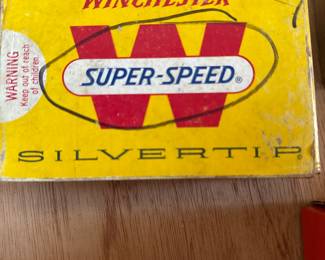 WINCHESTER
W
SUPER-SPEED®
WARNING
Keep out of reach
of children.
SILVERTIP